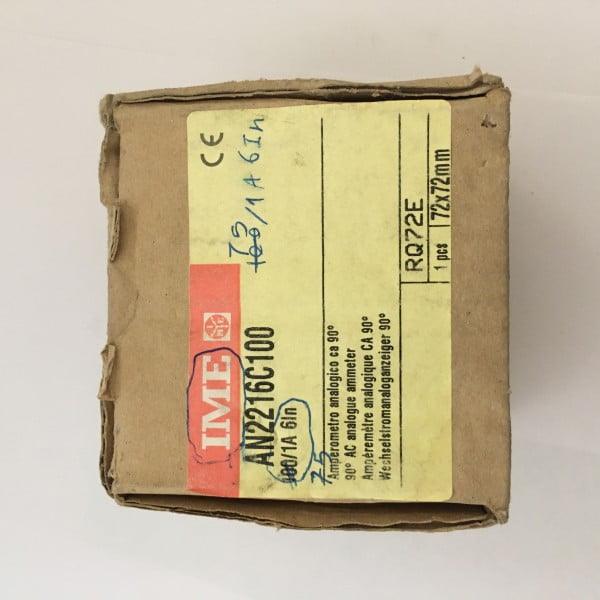 IME
CE
75
100/1A 6In
AN2216C100
100/1A 6In
75
Amperometro analogico ca 90°
90° AC analogue ammeter
Ampèremètre analogique CA 90°
Wechselstromanaloganzeiger 90°
RQ72E
1 pcs
72x72mm